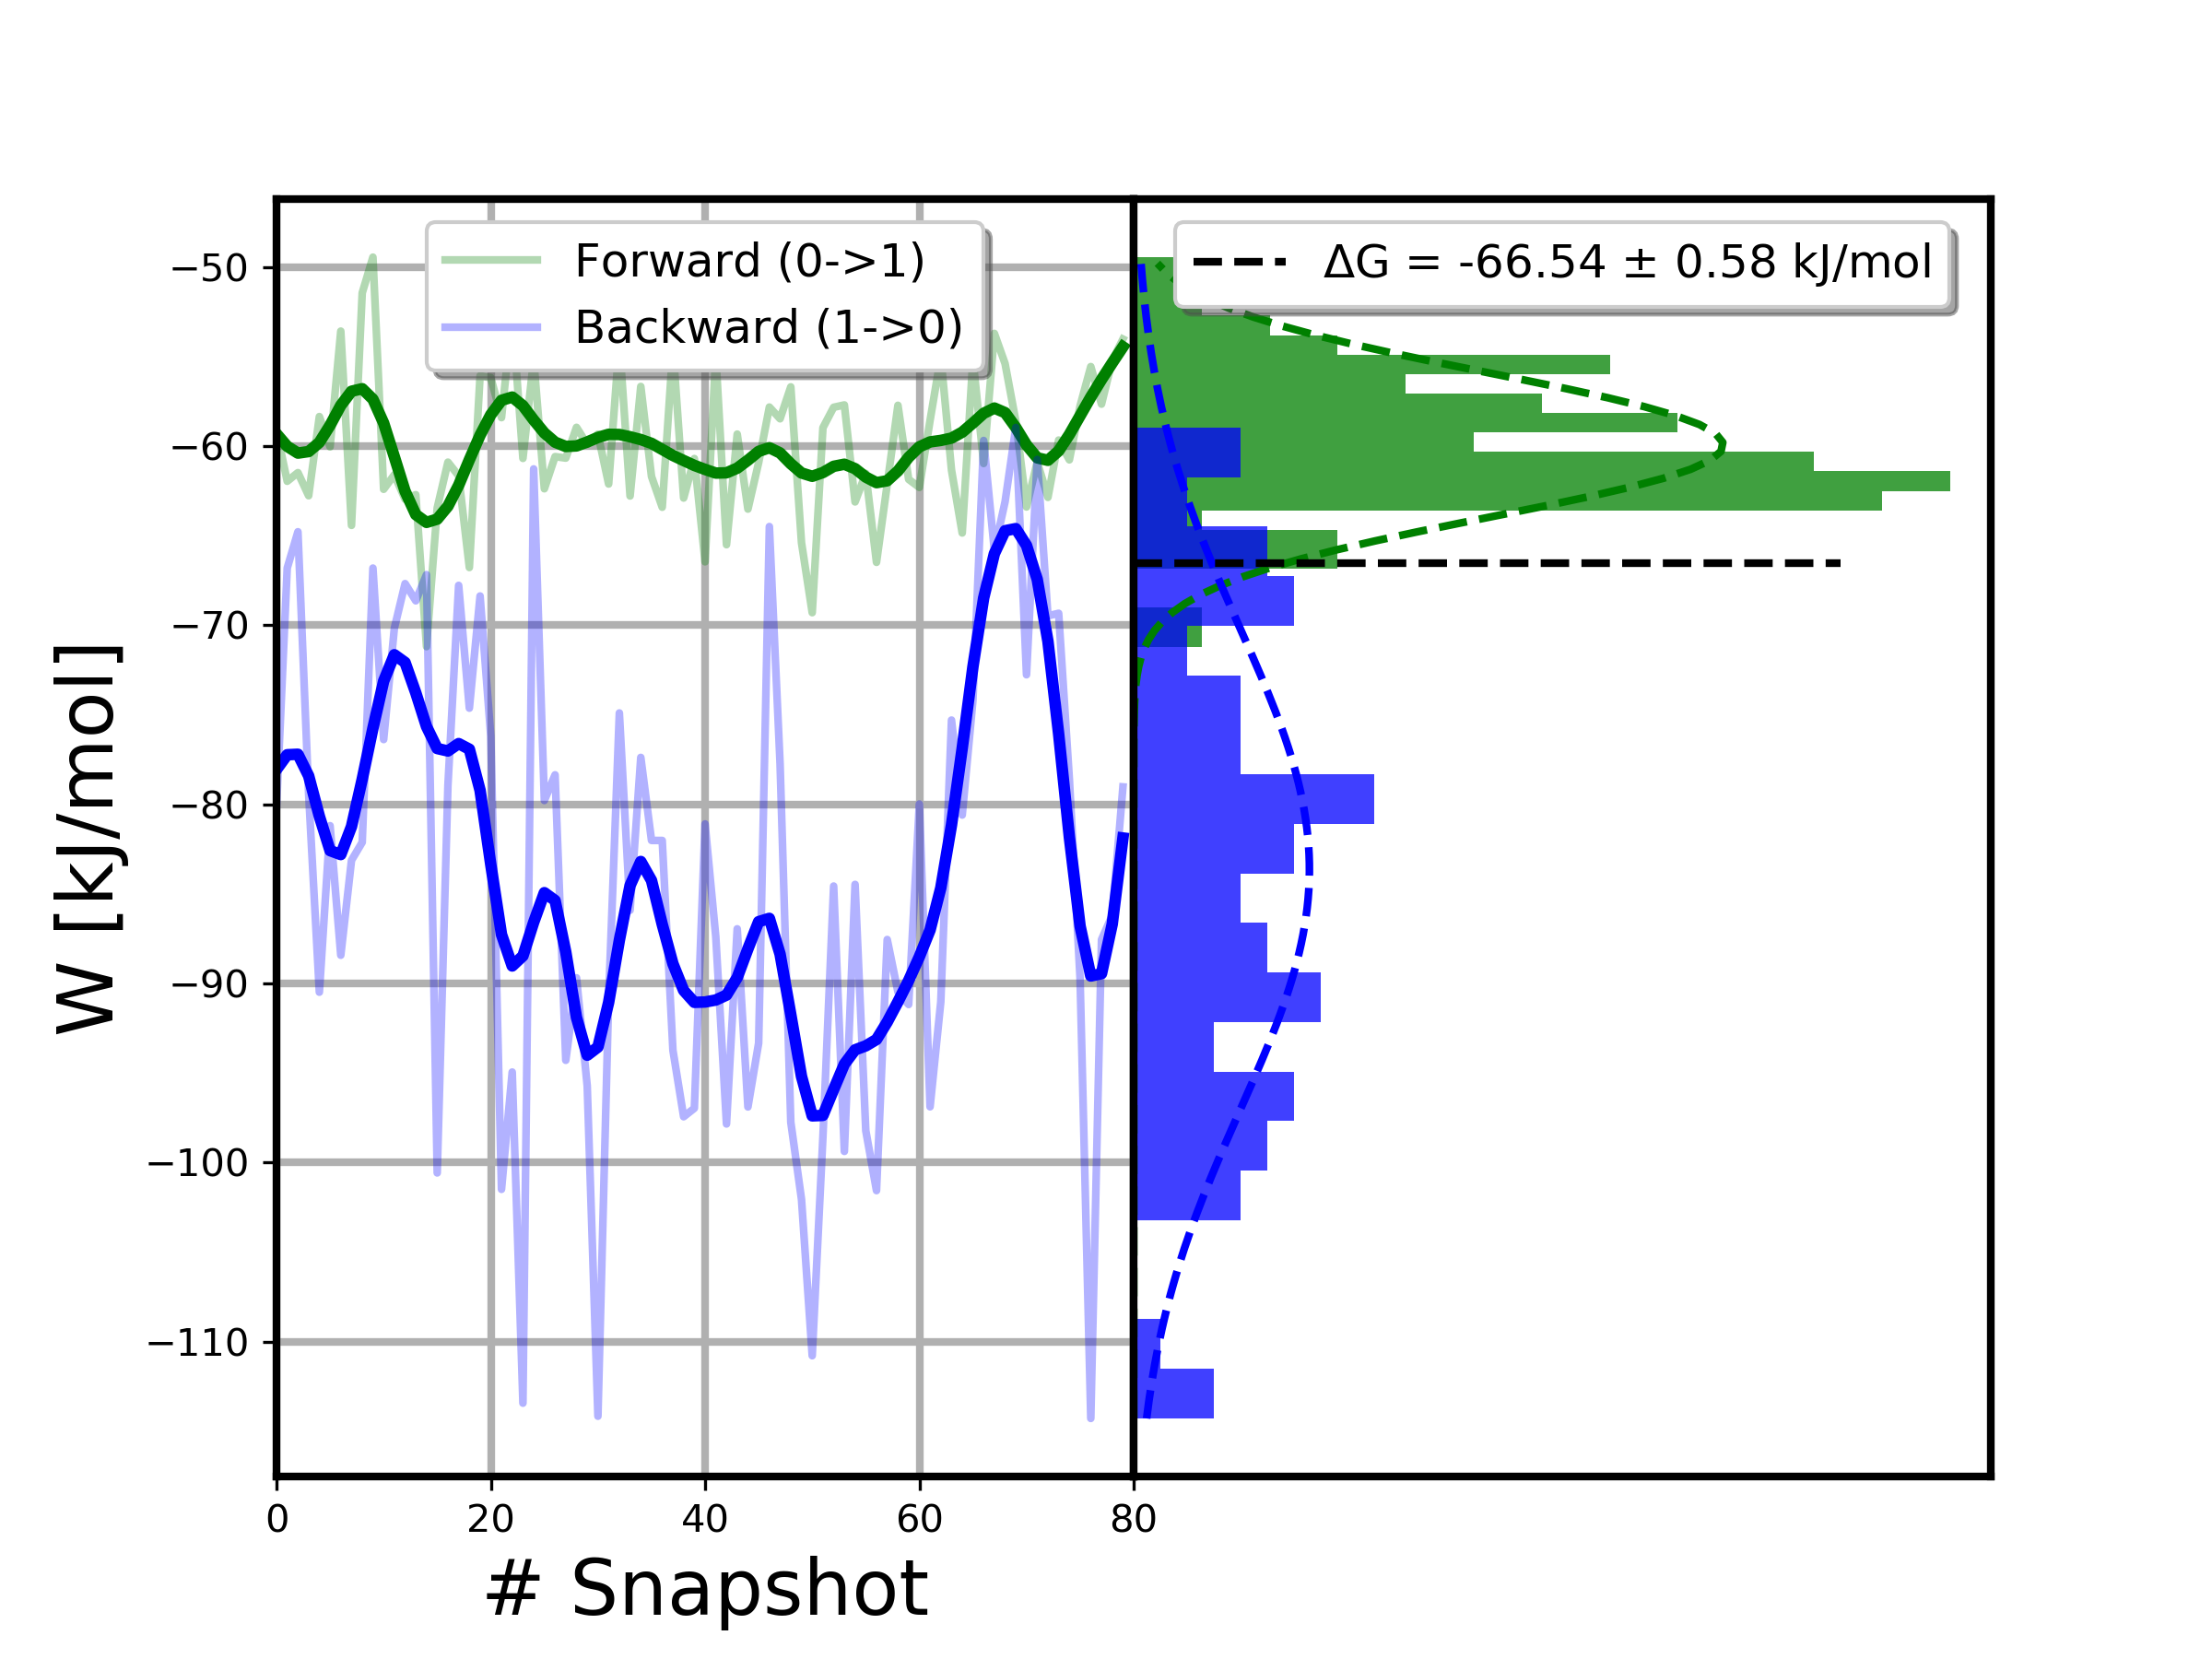 Forward (0->1)
Backward (1->0)
ΔG = -66.54 ± 0.58 kJ/mol
W [kJ/mol]
−50
−60
−70
−80
−90
−100
−110
0 20 40 60 80
# Snapshot